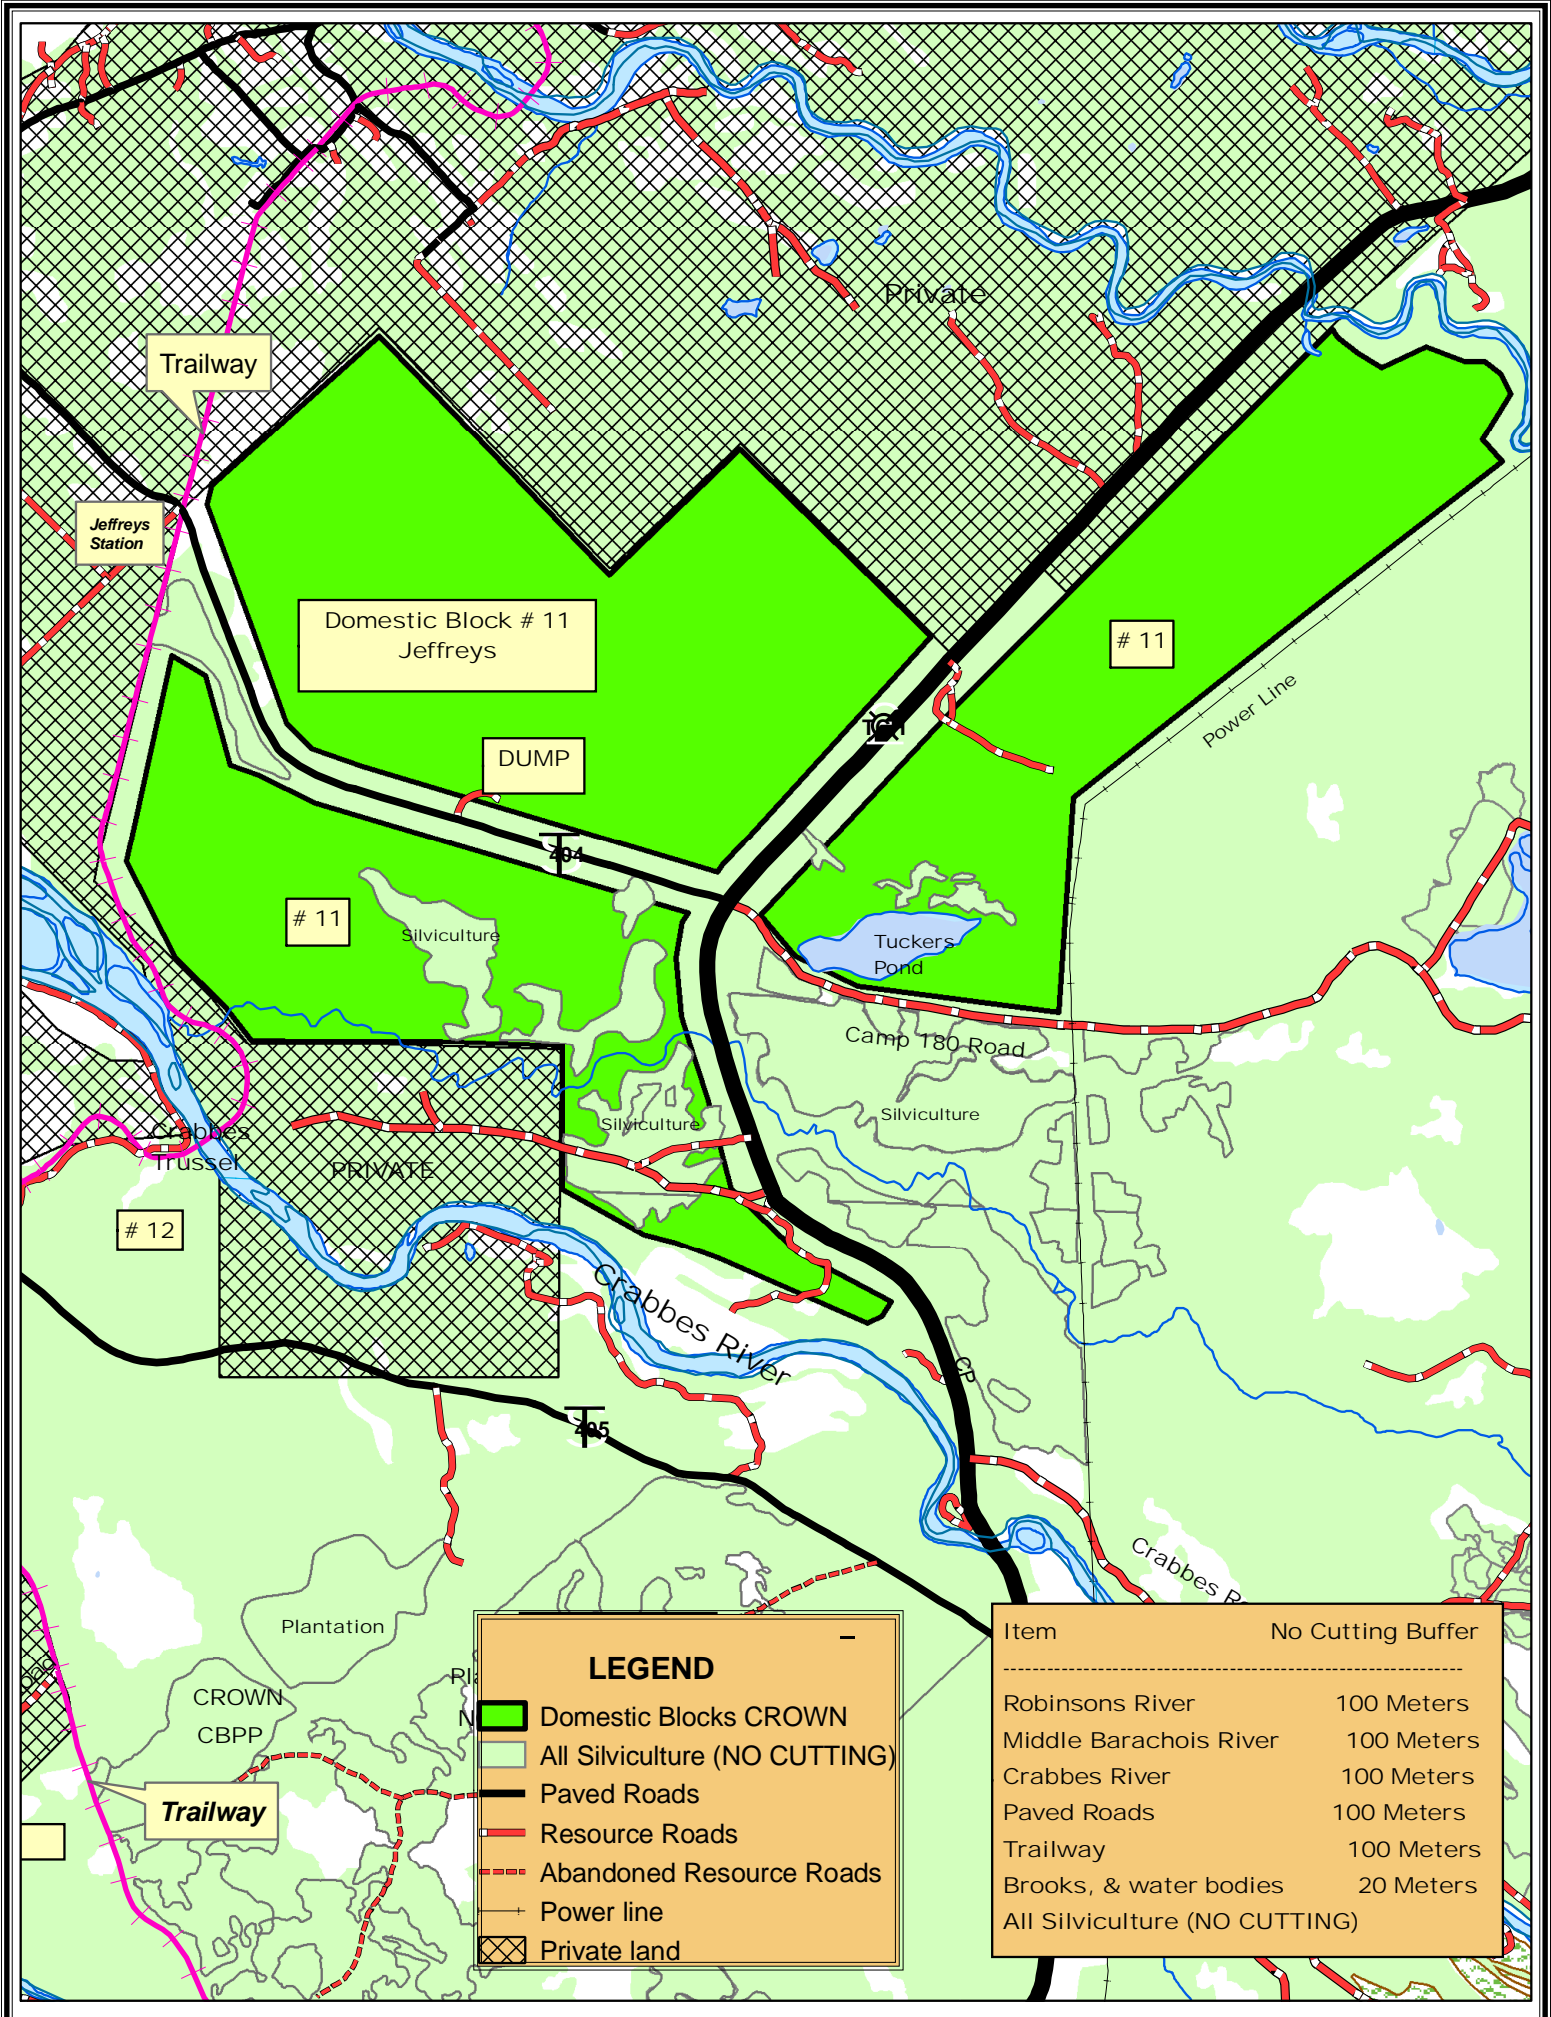 Private
Trailway
Jeffreys
Station
Domestic Block # 11
Jeffreys
# 11
Power Line
DUMP
404
# 11
Silviculture
Tuckers
Pond
Camp 180 Road
Silviculture
Silviculture
Crabbes
Trussel
PRIVATE
# 12
Crabbes River
CP
405
Crabbes
Plantation
CROWN
CBPP
Trailway
LEGEND
Domestic Blocks CROWN
All Silviculture (NO CUTTING)
Paved Roads
Resource Roads
Abandoned Resource Roads
Power line
Private land
Item No Cutting Buffer
Robinsons River 100 Meters
Middle Barachois River 100 Meters
Crabbes River 100 Meters
Paved Roads 100 Meters
Trailway 100 Meters
Brooks, & water bodies 20 Meters
All Silviculture (NO CUTTING)